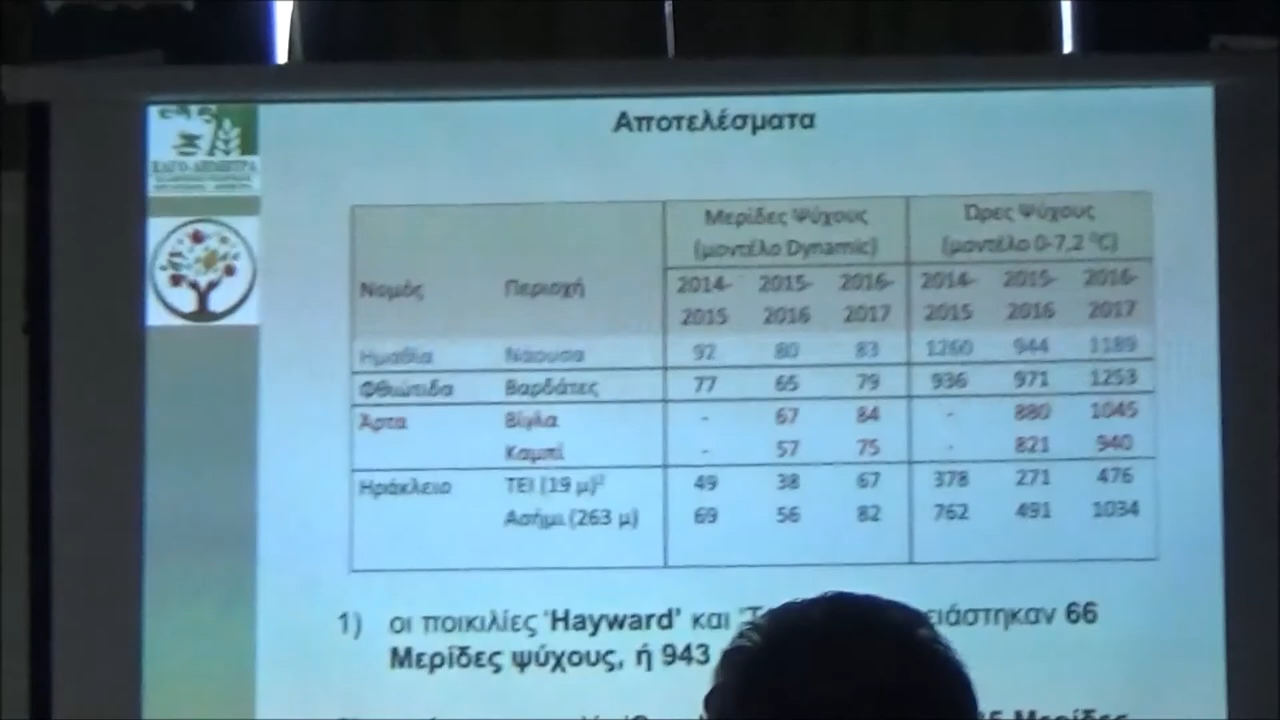 ΕΛΓΟ-ΔΗΜΗΤΡΑ
Αποτελέσματα
Μερίδες Ψύχους Ώρες Ψύχους
(μοντέλο Dynamic) (μοντέλο 0-7,2 °C)
Νομός Περιοχή 2014-2015 2015-2016 2016-2017 2014-2015 2015-2016 2016-2017
Ημαθία Νάουσα 92 80 83 1260 944 1189
Φθιώτιδα Βαρδάτες 77 65 79 936 971 1253
Άρτα Βίγλα - 67 84 - 880 1045
Καμπί - 57 75 - 821 940
Ηράκλειο ΤΕΙ (19 μ)² 49 38 67 378 271 476
Ασήμι (263 μ) 69 56 82 762 491 1034
1) οι ποικιλίες 'Hayward' και 66
Μερίδες ψύχους, ή 943
Μερίδες